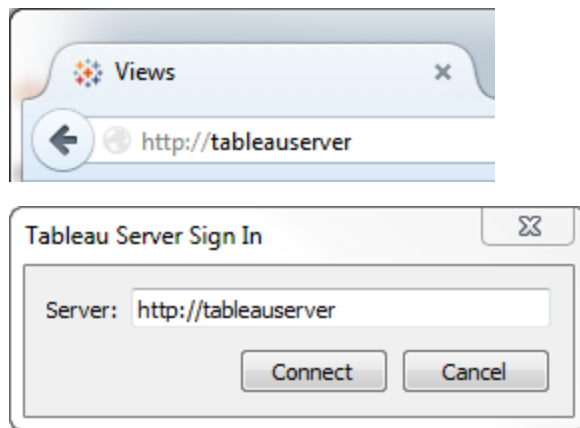 Views
http://tableauserver
Tableau Server Sign In
Server: http://tableauserver
Connect Cancel